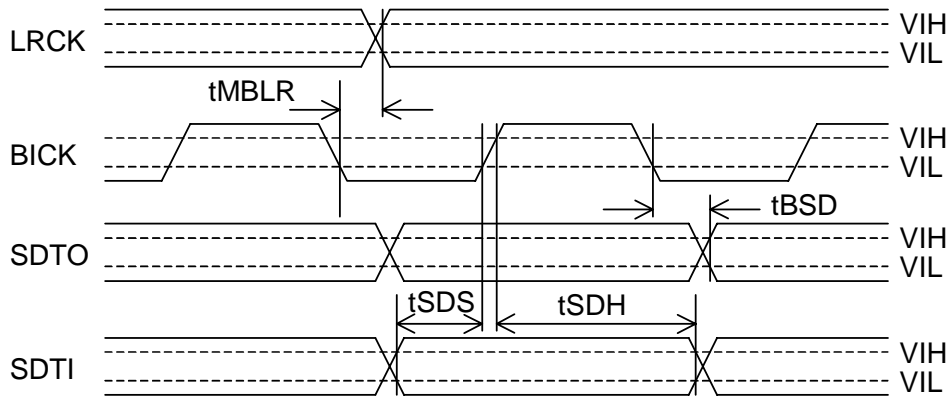 LRCK
VIH
VIL
tMBLR
BICK
VIH
VIL
tBSD
SDTO
VIH
VIL
tSDS
tSDH
SDTI
VIH
VIL